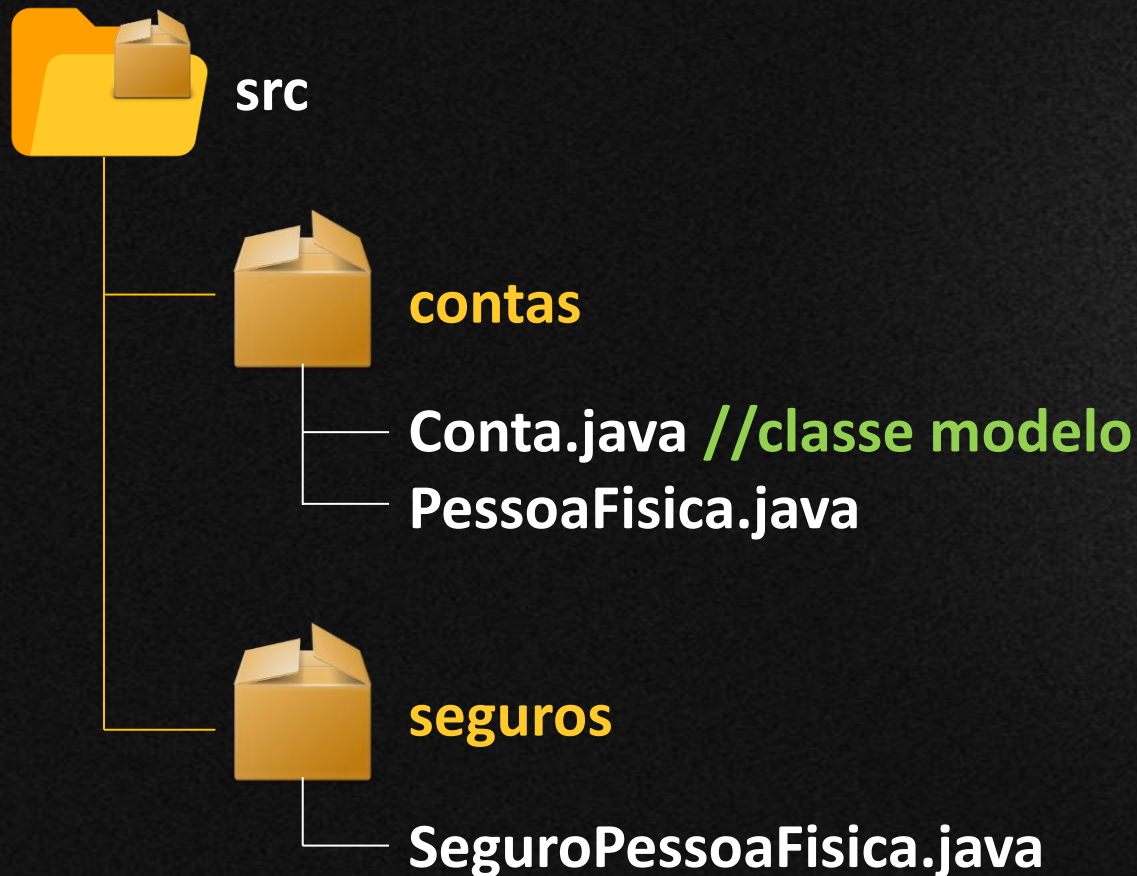 src
contas
Conta.java //classe modelo
PessoaFisica.java
seguros
SeguroPessoaFisica.java